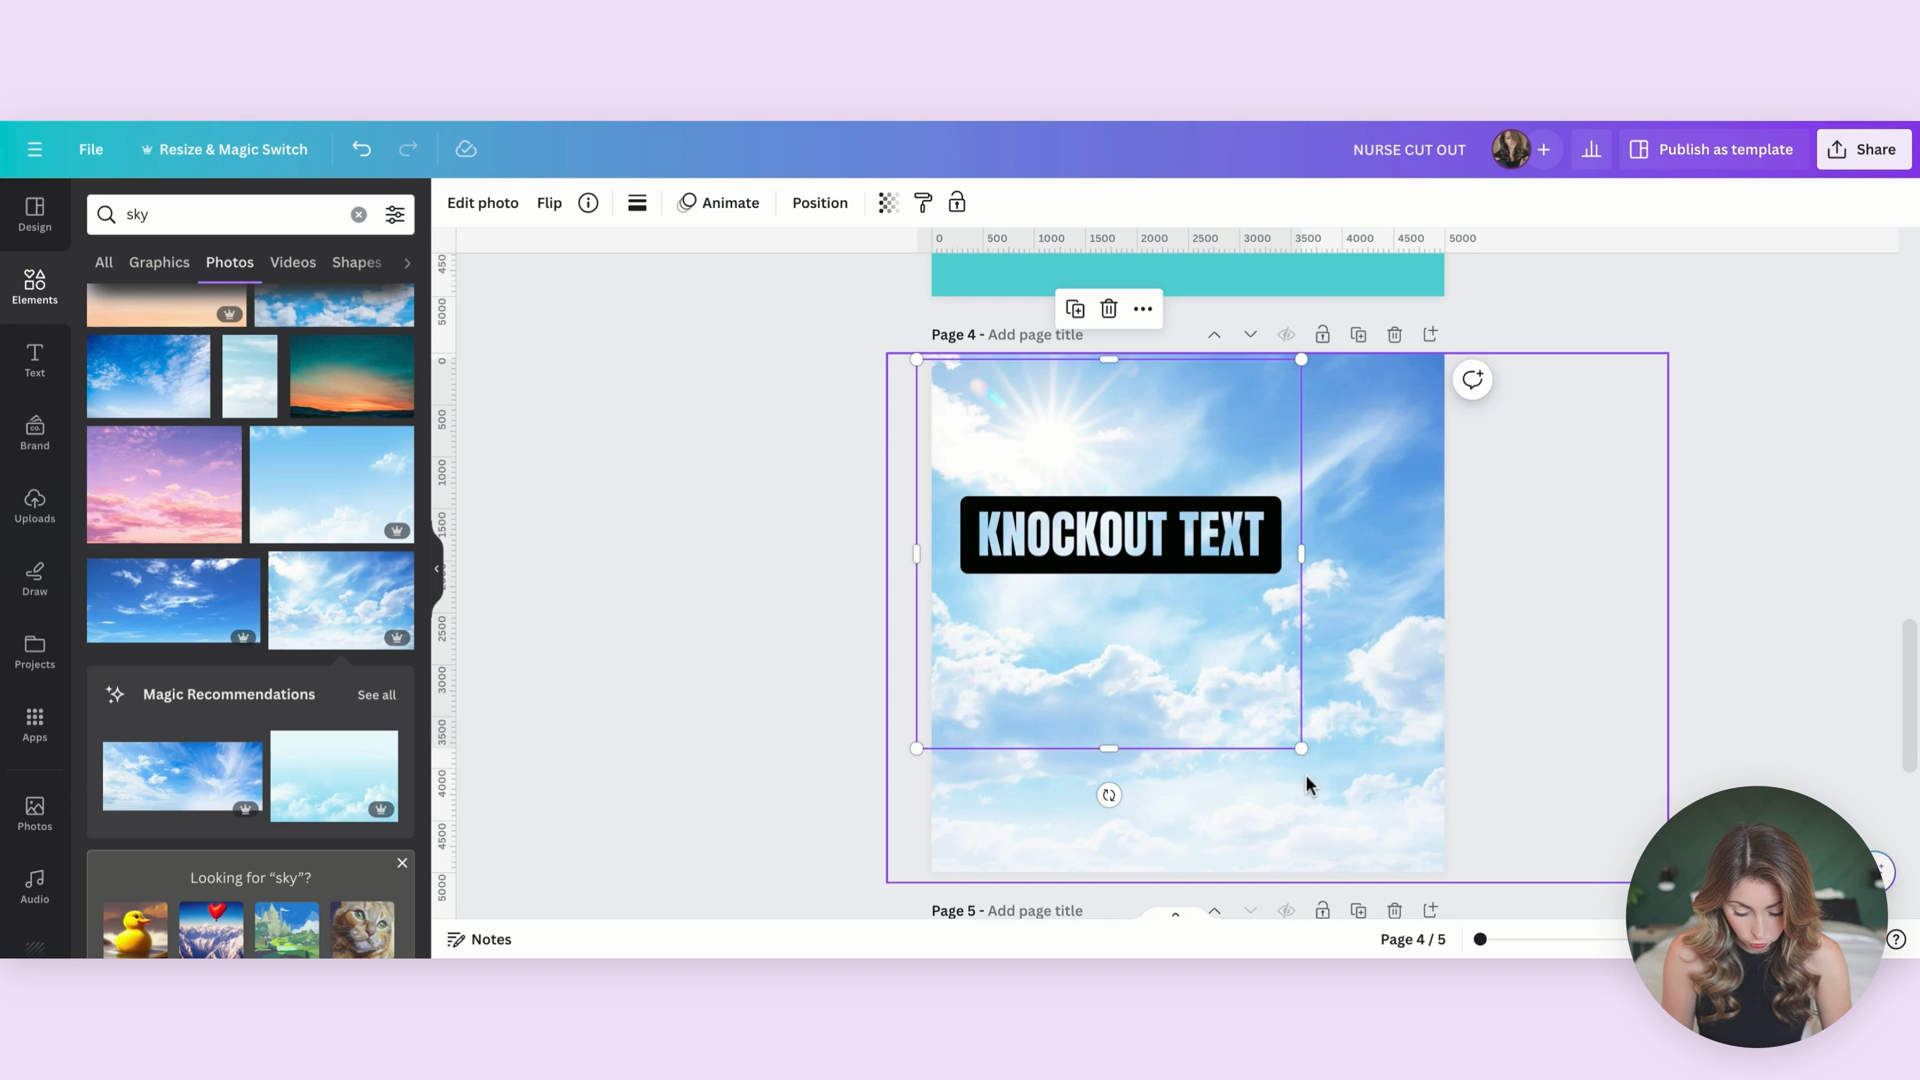 File
Resize & Magic Switch
NURSE CUT OUT
Publish as template
Share
Design
Elements
Text
Brand
CO.
Uploads
Draw
Projects
Apps
Photos
Audio
sky
All Graphics Photos Videos Shapes
Magic Recommendations See all
Looking for “sky”?
Edit photo Flip Animate Position
0 500 1000 1500 2000 2500 3000 3500 4000 4500 5000
450
5000
0
500
1000
1500
2500
3000
3500
4000
4500
5000
Page 4 - Add page title
KNOCKOUT TEXT
Page 5 - Add page title
Notes
Page 4 / 5
?